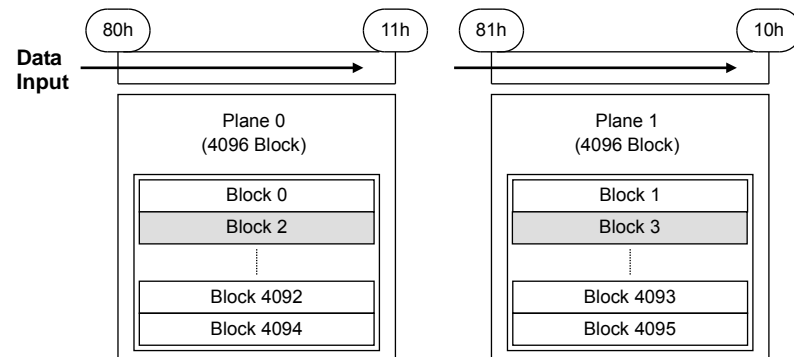 80h
11h
81h
10h
Data
Input
Plane 0
(4096 Block)
Plane 1
(4096 Block)
Block 0
Block 2
Block 4092
Block 4094
Block 1
Block 3
Block 4093
Block 4095